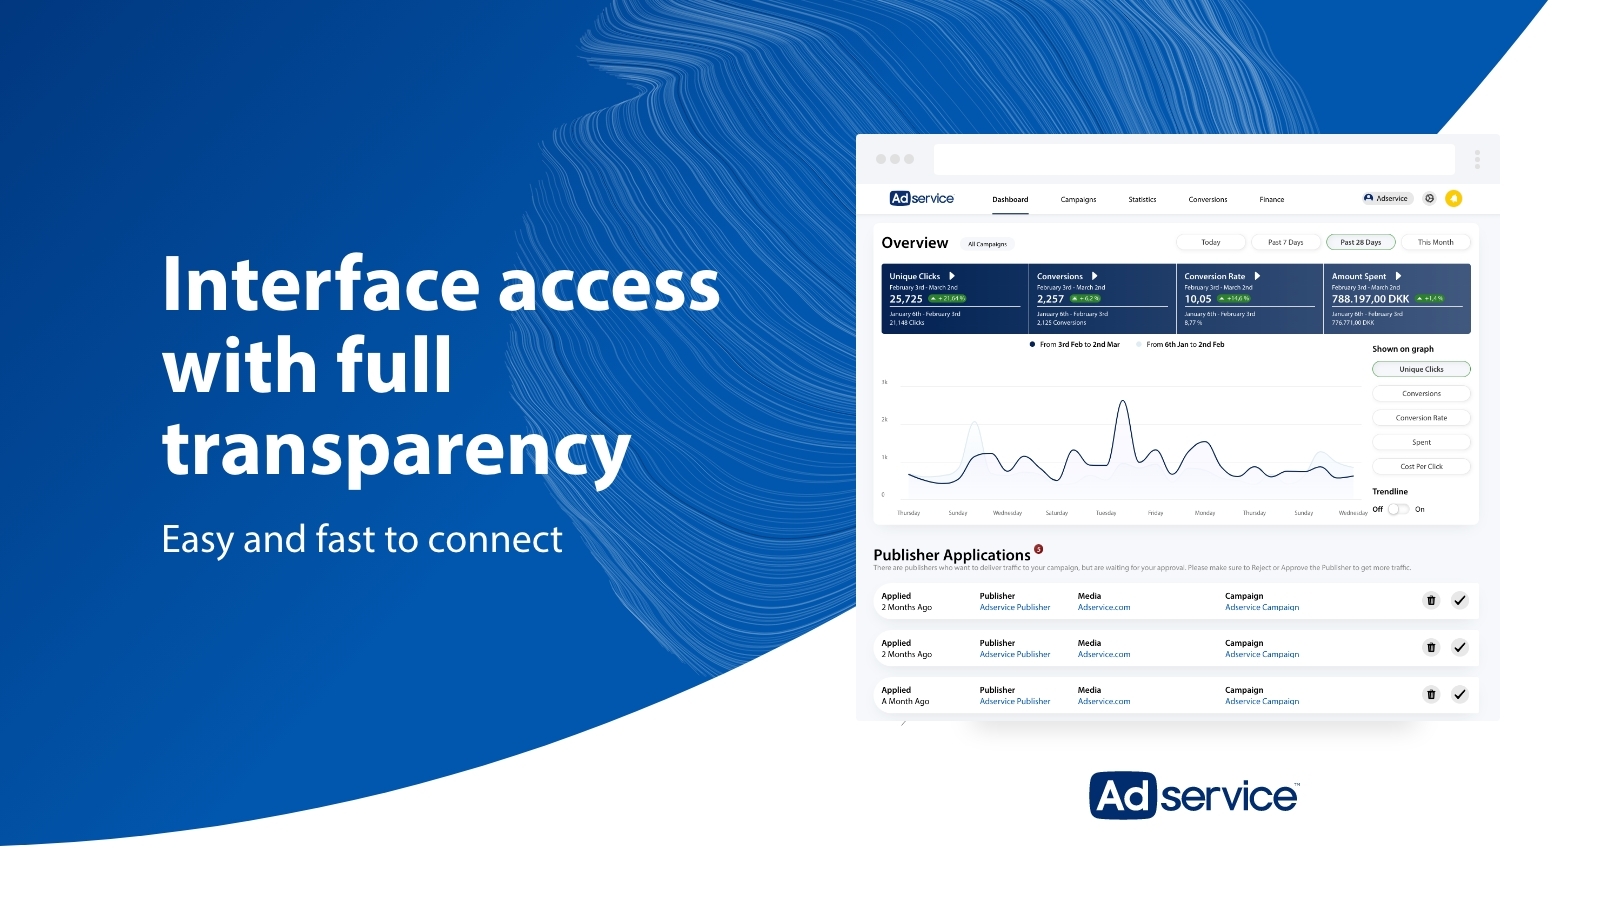 Interface access
with full
transparency
Easy and fast to connect
Adservice
Dashboard
Campaigns
Statistics
Conversions
Finance
Adservice
Overview
All Campaigns
Today
Past 7 Days
Past 28 Days
This Month
Unique Clicks
February 3rd - March 2nd
25,725 + 21,64 %
January 6th - February 3rd
21,148 Clicks
Conversions
February 3rd - March 2nd
2,257 + 6,2 %
January 6th - February 3rd
2,125 Conversions
Conversion Rate
February 3rd - March 2nd
10,05 +14,6 %
January 6th - February 3rd
8,77 %
Amount Spent
February 3rd - March 2nd
788.197,00 DKK +1,4 %
January 6th - February 3rd
776.771,00 DKK
From 3rd Feb to 2nd Mar
From 6th Jan to 2nd Feb
3k
2k
1k
0
Thursday
Sunday
Wednesday
Saturday
Tuesday
Friday
Monday
Thursday
Sunday
Wednesday
Shown on graph
Unique Clicks
Conversions
Conversion Rate
Spent
Cost Per Click
Trendline
Off On
Publisher Applications 5
There are publishers who want to deliver traffic to your campaign, but are waiting for your approval. Please make sure to Reject or Approve the Publisher to get more traffic.
Applied Publisher Media Campaign
2 Months Ago Adservice Publisher Adservice.com Adservice Campaign
Applied Publisher Media Campaign
2 Months Ago Adservice Publisher Adservice.com Adservice Campaign
Applied Publisher Media Campaign
A Month Ago Adservice Publisher Adservice.com Adservice Campaign
Adservice™